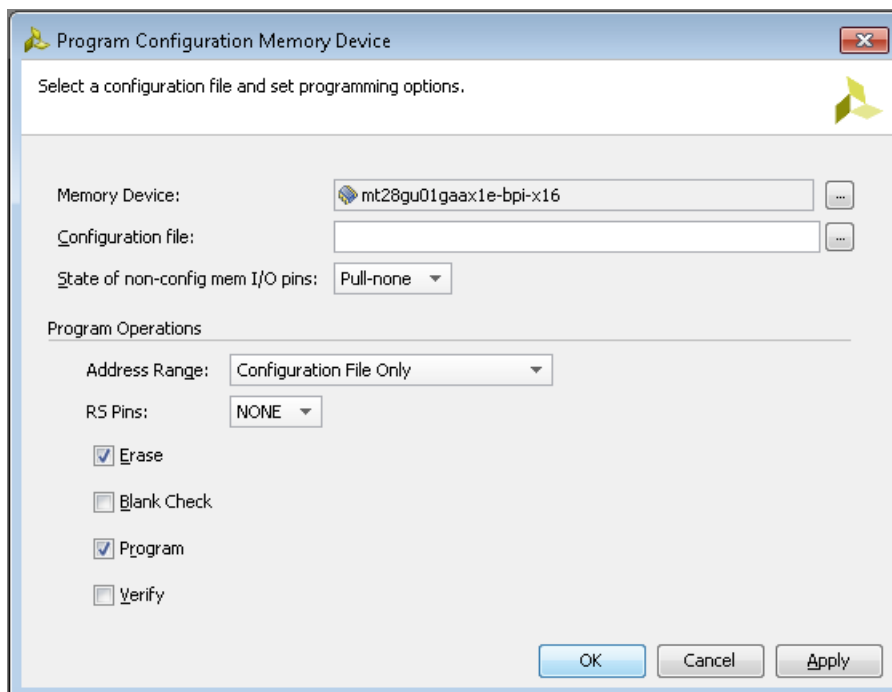 Program Configuration Memory Device
Select a configuration file and set programming options.
Memory Device: mt28gu01gaax1e-bpi-x16 ...
Configuration file: ...
State of non-config mem I/O pins: Pull-none
Program Operations
Address Range: Configuration File Only
RS Pins: NONE
Erase
Blank Check
Program
Verify
OK Cancel Apply